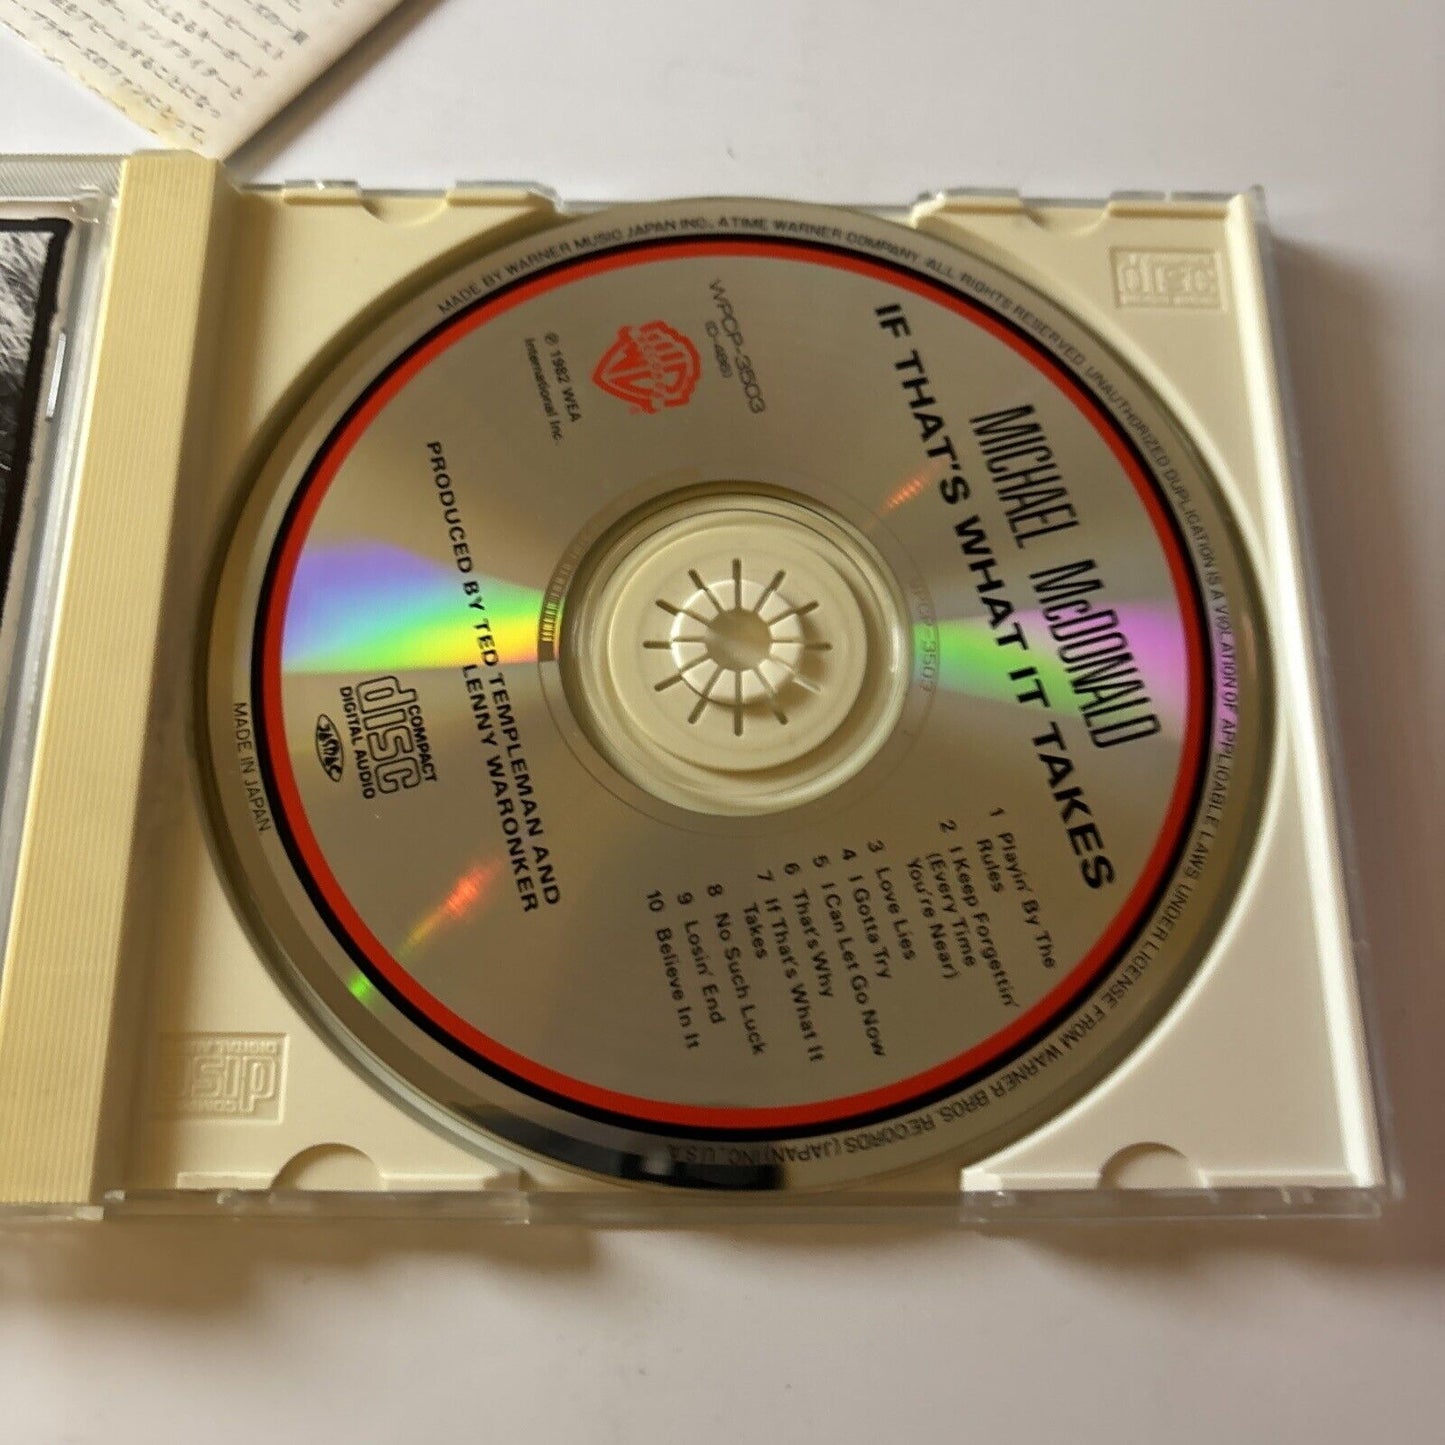 MICHAEL McDONALD
IF THAT'S WHAT IT TAKES
WPCP-3503
(D-4861)
℗ 1982 WEA
International Inc.
1 Playin' By The
Rules
2 I Keep Forgettin'
(Every Time
You're Near)
3 Love Lies
4 I Gotta Try
5 I Can Let Go Now
6 That's Why
7 If That's What It
Takes
8 No Such Luck
9 Losin' End
10 Believe In It
PRODUCED BY TED TEMPLEMAN AND
LENNY WARONKER
COMPACT
disc
DIGITAL AUDIO
JASRAC
MADE IN JAPAN
MADE BY WARNER MUSIC JAPAN INC., A TIME WARNER COMPANY. ALL RIGHTS RESERVED. UNAUTHORIZED DUPLICATION IS A VIOLATION OF APPLICABLE LAWS UNDER LICENSE FROM WARNER BROS. RECORDS (JAPAN) INC., U.S.A.
disc
COMPACT
disc